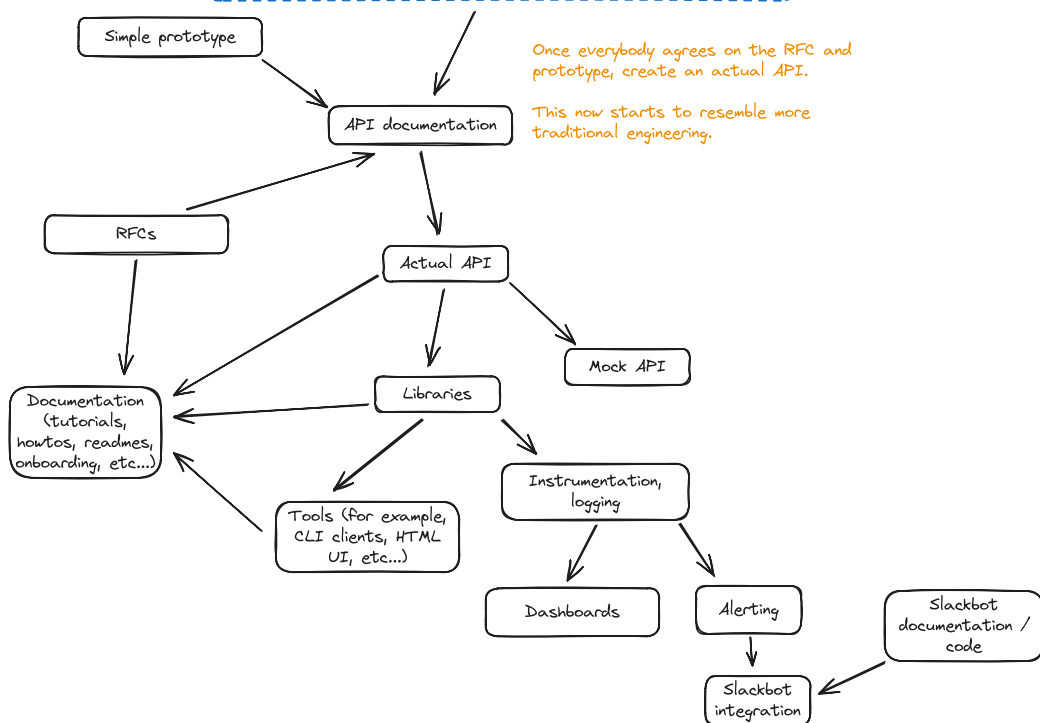 Simple prototype
Once everybody agrees on the RFC and
prototype, create an actual API.
This now starts to resemble more
traditional engineering.
API documentation
RFCs
Actual API
Mock API
Libraries
Documentation
(tutorials,
howtos, readmes,
onboarding, etc...)
Instrumentation,
logging
Tools (for example,
CLI clients, HTML
UI, etc...)
Dashboards
Alerting
Slackbot
documentation /
code
Slackbot
integration